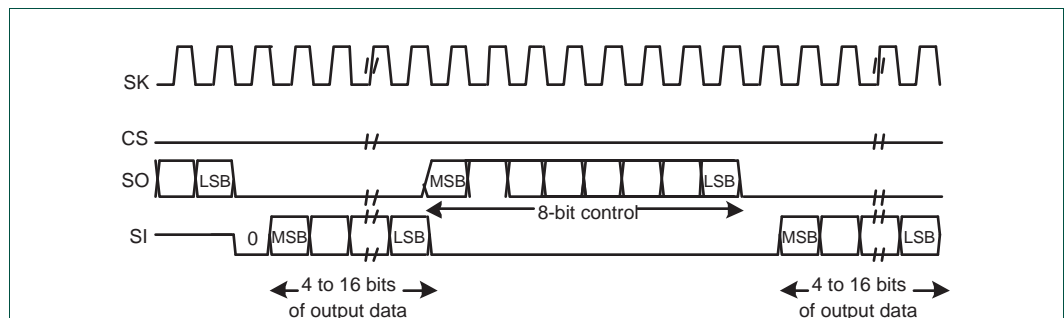 SK
CS
SO LSB MSB LSB
8-bit control
SI 0 MSB LSB MSB LSB
4 to 16 bits 4 to 16 bits
of output data of output data